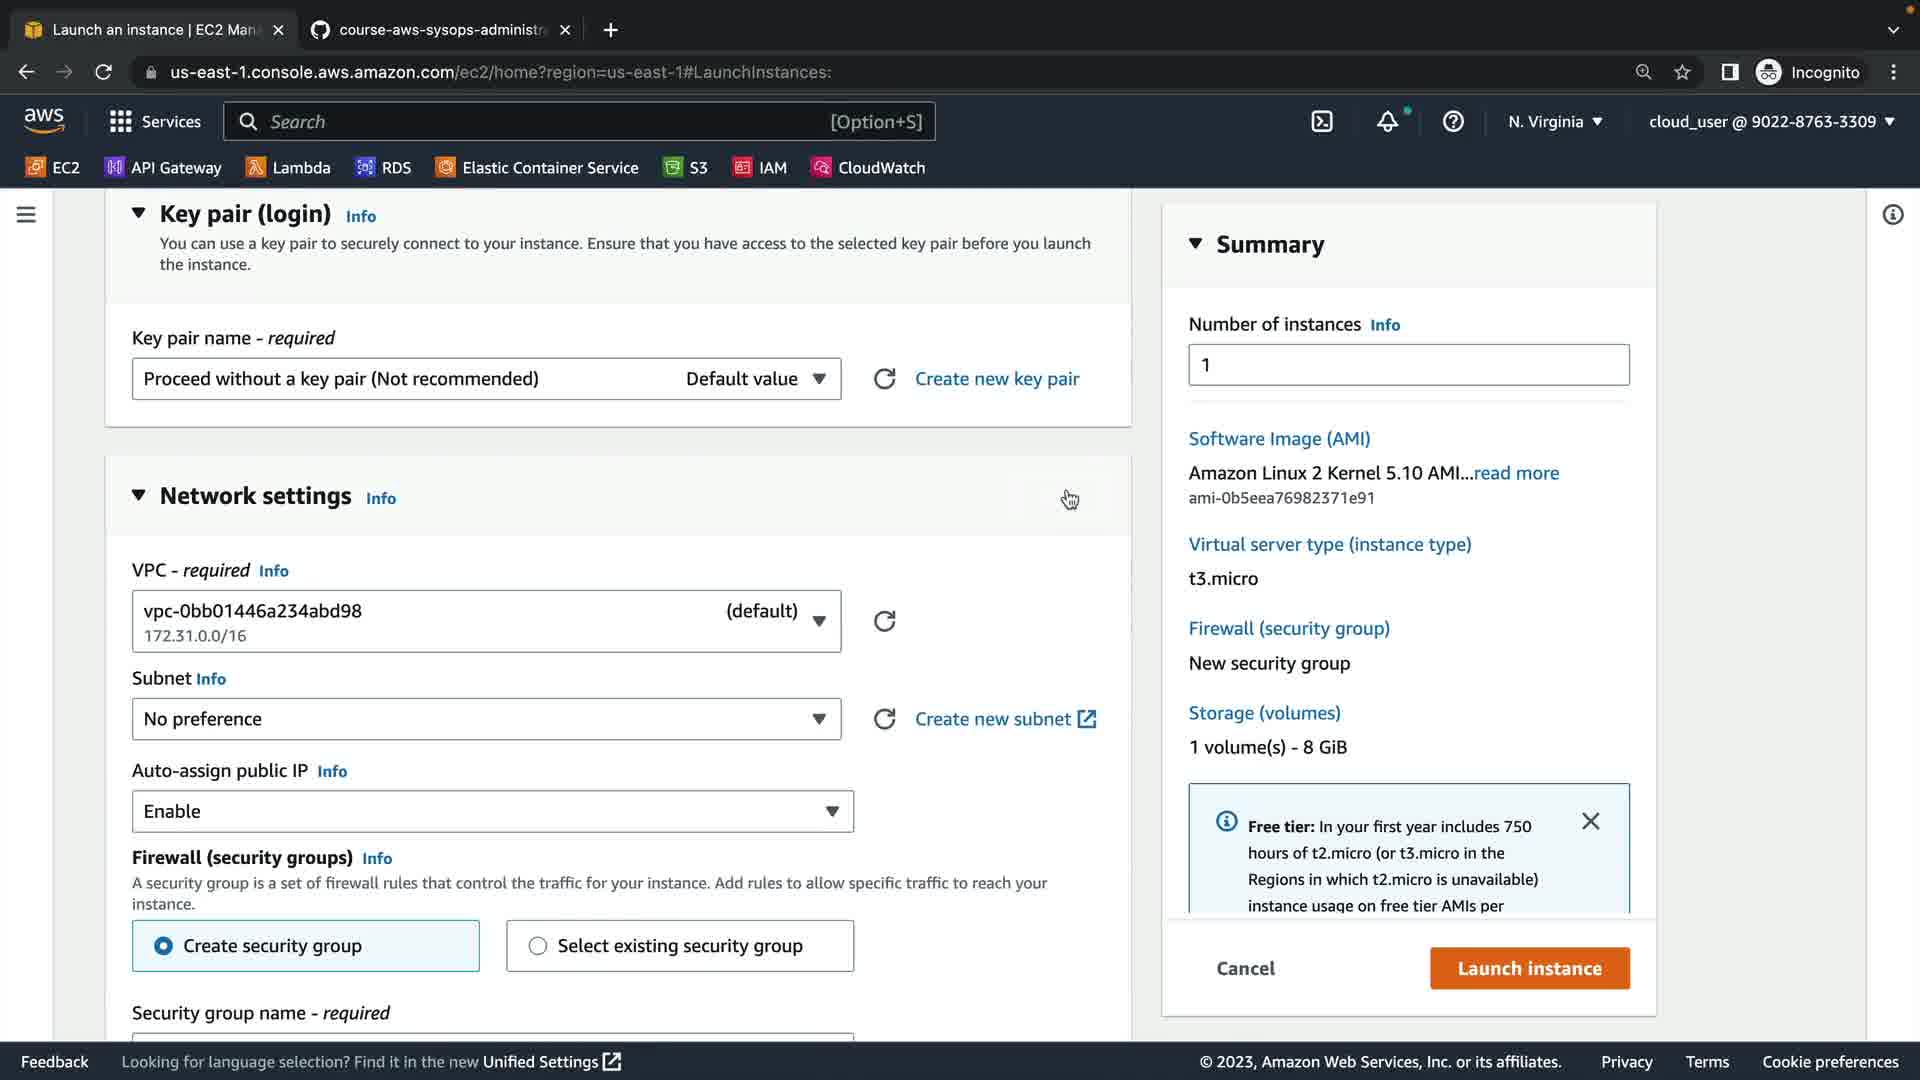 Launch an instance | EC2 Man
course-aws-sysops-administra
us-east-1.console.aws.amazon.com/ec2/home?region=us-east-1#LaunchInstances:
Incognito
aws
Services
Search
[Option+S]
N. Virginia
cloud_user @ 9022-8763-3309
EC2
API Gateway
Lambda
RDS
Elastic Container Service
S3
IAM
CloudWatch
Key pair (login) Info
You can use a key pair to securely connect to your instance. Ensure that you have access to the selected key pair before you launch
the instance.
Key pair name - required
Proceed without a key pair (Not recommended) Default value
Create new key pair
Network settings Info
VPC - required Info
vpc-0bb01446a234abd98 (default)
172.31.0.0/16
Subnet Info
No preference
Create new subnet
Auto-assign public IP Info
Enable
Firewall (security groups) Info
A security group is a set of firewall rules that control the traffic for your instance. Add rules to allow specific traffic to reach your
instance.
Create security group
Select existing security group
Security group name - required
Summary
Number of instances Info
1
Software Image (AMI)
Amazon Linux 2 Kernel 5.10 AMI...read more
ami-0b5eea76982371e91
Virtual server type (instance type)
t3.micro
Firewall (security group)
New security group
Storage (volumes)
1 volume(s) - 8 GiB
Free tier: In your first year includes 750
hours of t2.micro (or t3.micro in the
Regions in which t2.micro is unavailable)
instance usage on free tier AMIs per
Cancel
Launch instance
Feedback
Looking for language selection? Find it in the new Unified Settings
© 2023, Amazon Web Services, Inc. or its affiliates.
Privacy
Terms
Cookie preferences